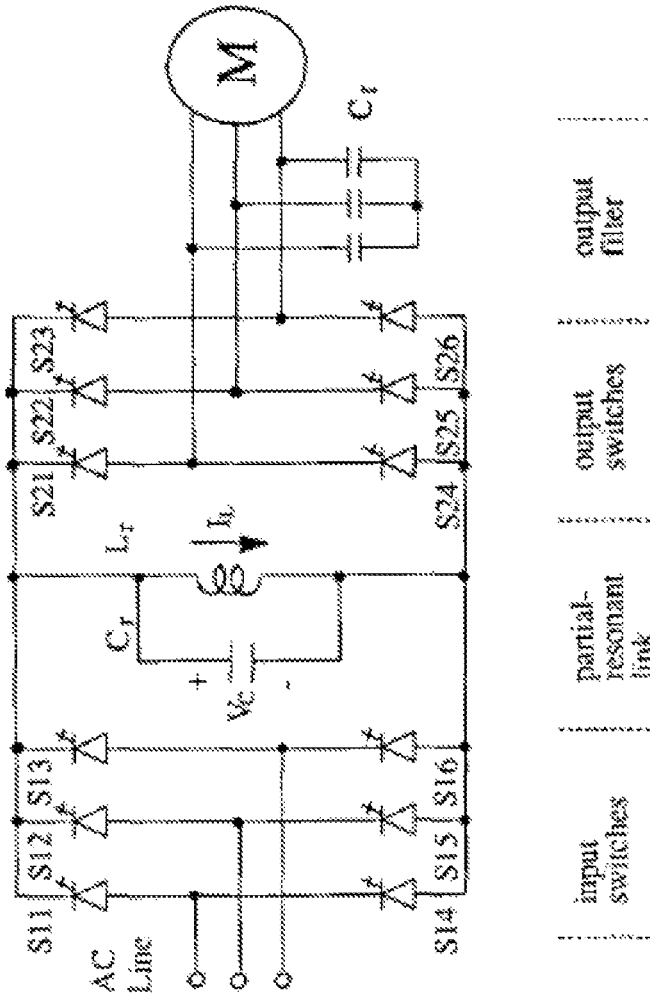 S11
S12
S13
AC
Line
S14
S15
S16
Cr
+
Vc
-
Lr
IL
S21
S22
S23
S24
S25
S26
M
Cf
input
switches
partial-
resonant
link
output
switches
output
filter